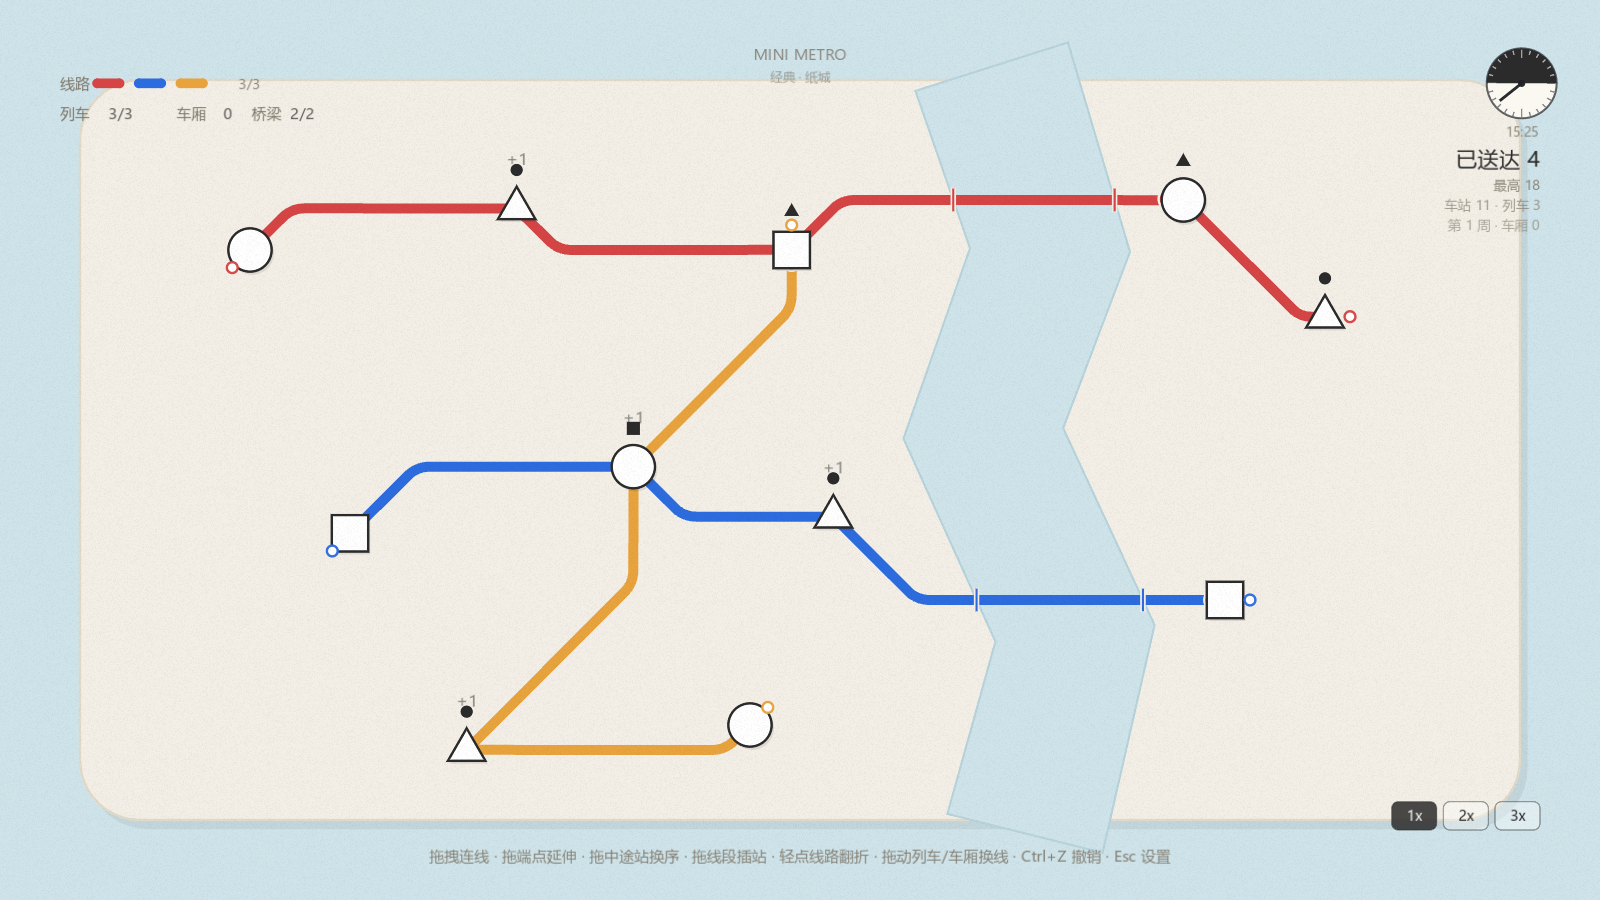 MINI METRO
经典 · 纸城
线路 3/3
列车 3/3 车厢 0 桥梁 2/2
15:25
已送达 4
最高 18
车站 11 · 列车 3
第 1 周 · 车厢 0
+1
+1
+1
+1
1x 2x 3x
拖拽连线 · 拖端点延伸 · 拖中途站换序 · 拖线段插站 · 轻点线路翻折 · 拖动列车/车厢换线 · Ctrl+Z 撤销 · Esc 设置